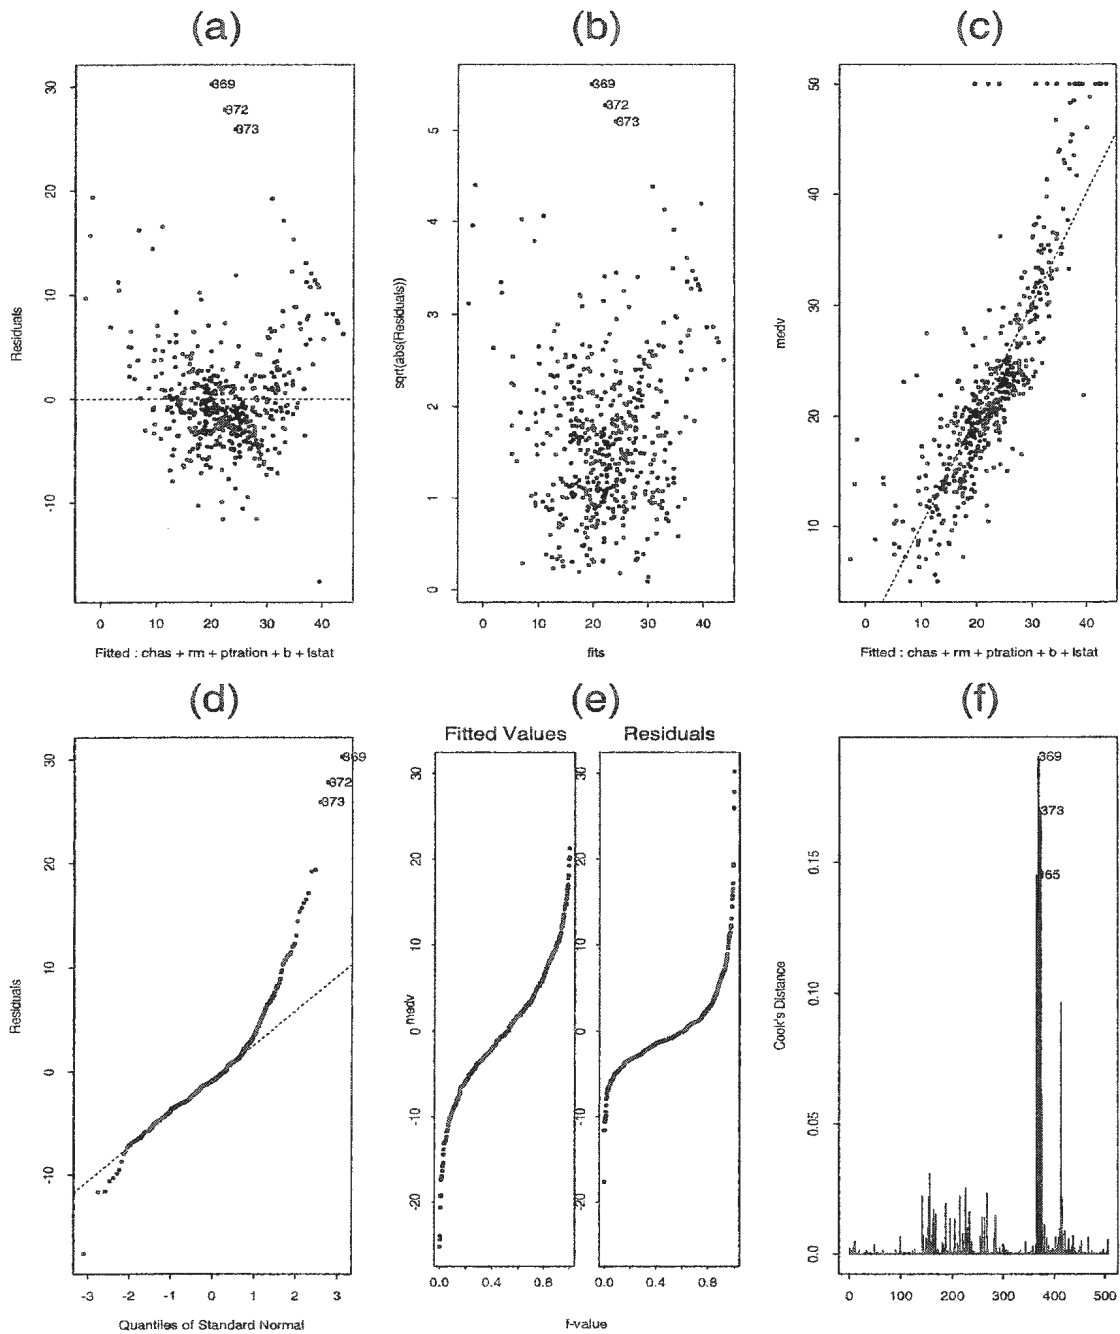 (a)
(b)
(c)
30
20
10
0
-10
Residuals
369
372
373
0 10 20 30 40
Fitted : chas + rm + ptration + b + lstat
5
4
3
2
1
0
sqrt(abs(Residuals))
369
372
373
0 10 20 30 40
fits
50
40
30
20
10
medv
0 10 20 30 40
Fitted : chas + rm + ptration + b + lstat
(d)
(e)
(f)
30
20
10
0
-10
Residuals
369
372
373
-3 -2 -1 0 1 2 3
Quantiles of Standard Normal
Fitted Values
Residuals
30
20
10
0
-10
-20
medv
30
20
10
0
-10
-20
0.0 0.4 0.8
0.0 0.4 0.8
f-value
0.15
0.10
0.05
0.0
Cook's Distance
369
373
365
0 100 200 300 400 500